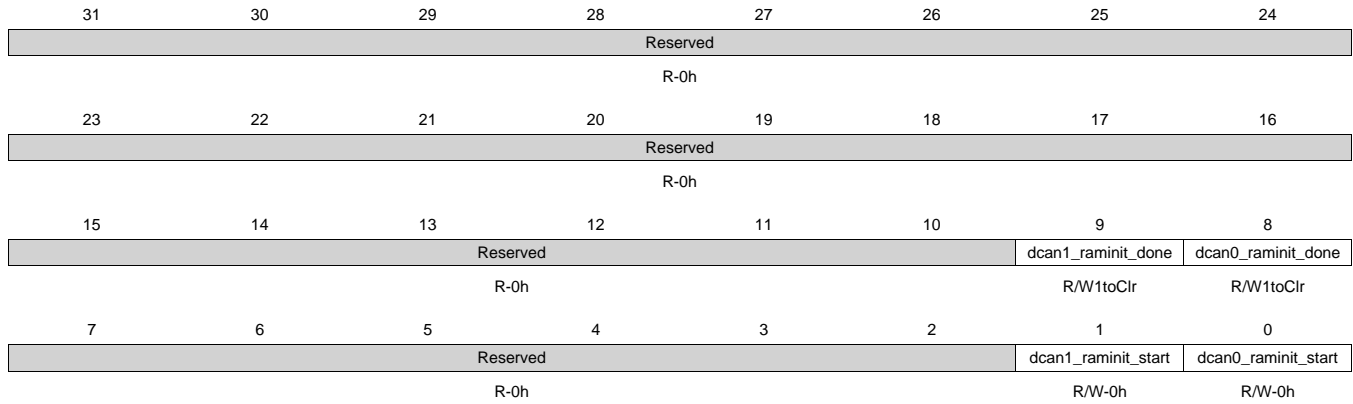 31 30 29 28 27 26 25 24
Reserved
R-0h
23 22 21 20 19 18 17 16
Reserved
R-0h
15 14 13 12 11 10 9 8
Reserved dcan1_raminit_done dcan0_raminit_done
R-0h R/W1toClr R/W1toClr
7 6 5 4 3 2 1 0
Reserved dcan1_raminit_start dcan0_raminit_start
R-0h R/W-0h R/W-0h